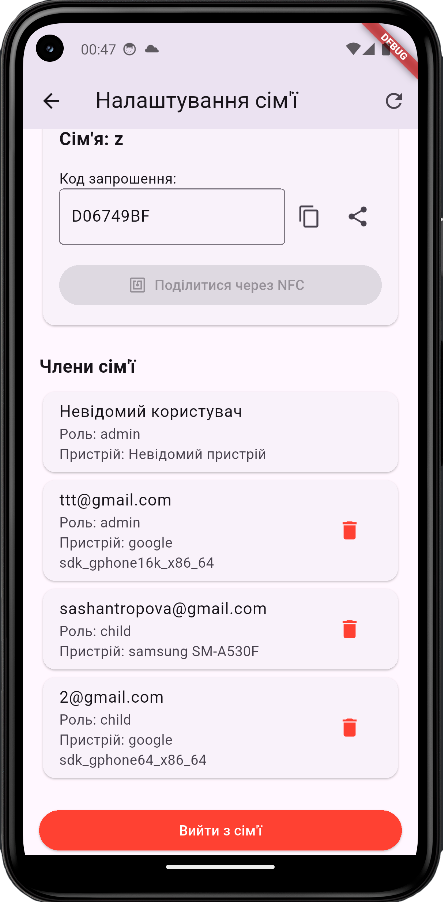 00:47
DEBUG
Налаштування сім'ї
Сім'я: z
Код запрошення:
D06749BF
Поділитися через NFC
Члени сім'ї
Невідомий користувач
Роль: admin
Пристрій: Невідомий пристрій
ttt@gmail.com
Роль: admin
Пристрій: google
sdk_gphone16k_x86_64
sashantropova@gmail.com
Роль: child
Пристрій: samsung SM-A530F
2@gmail.com
Роль: child
Пристрій: google
sdk_gphone64_x86_64
Вийти з сім'ї